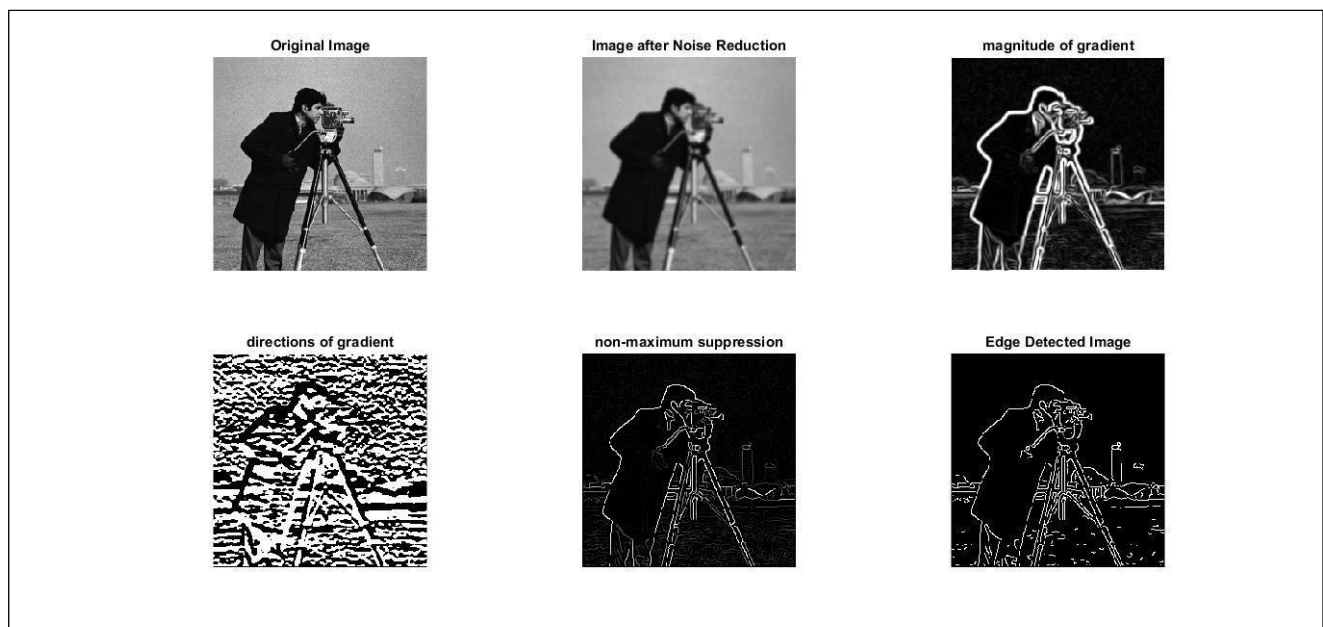 Original Image
Image after Noise Reduction
magnitude of gradient
directions of gradient
non-maximum suppression
Edge Detected Image